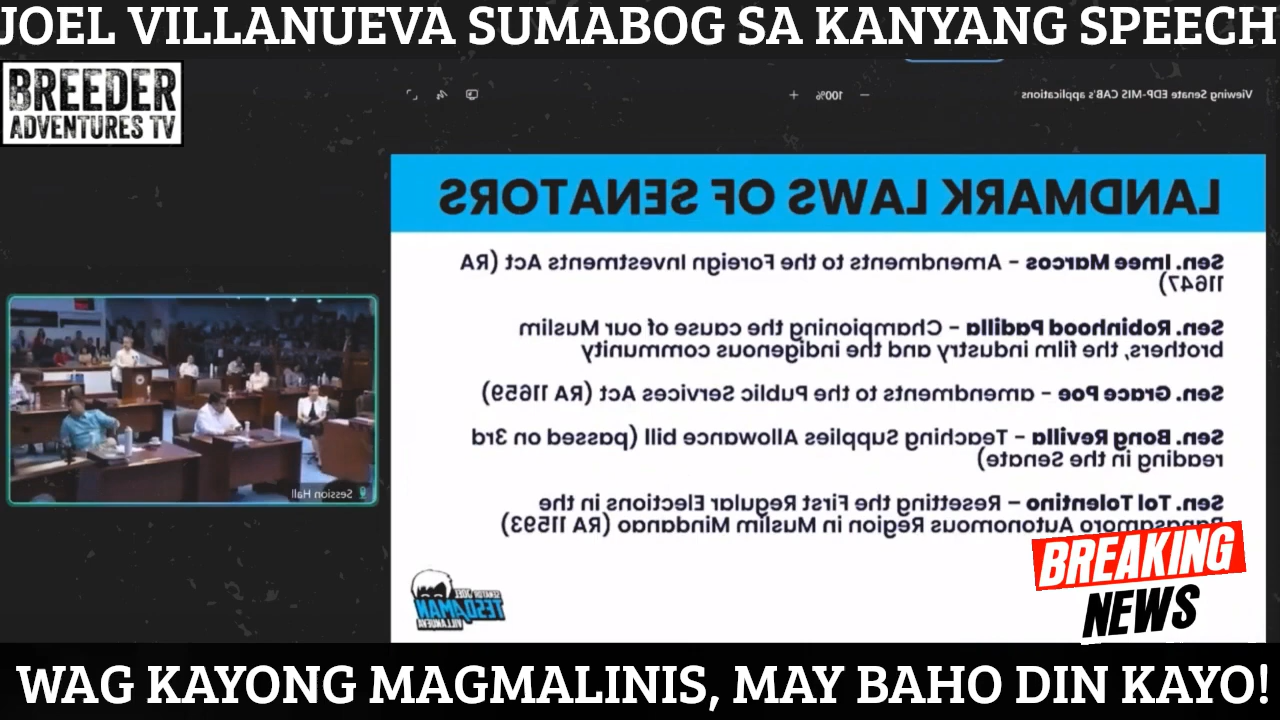 JOEL VILLANUEVA SUMABOG SA KANYANG SPEECH
BREEDER
ADVENTURES TV
Viewing Senate EDP-MIS CAB's applications
100%
LANDMARK LAWS OF SENATORS
Sen. Imee Marcos - Amendments to the Foreign Investments Act (RA
11647)
Sen. Robinhood Padilla - Championing the cause of our Muslim
brothers, the film industry and the indigenous community
Sen. Grace Poe - amendments to the Public Services Act (RA 11659)
Sen. Bong Revilla - Teaching Supplies Allowance bill (passed on 3rd
reading in the Senate)
Sen. Tol Tolentino – Resetting the First Regular Elections in the
Bangsamoro Autonomous Region in Muslim Mindanao (RA 11593)
Session Hall
SENATOR JOEL
TESDAMAN
VILLANUEVA
BREAKING
NEWS
WAG KAYONG MAGMALINIS, MAY BAHO DIN KAYO!